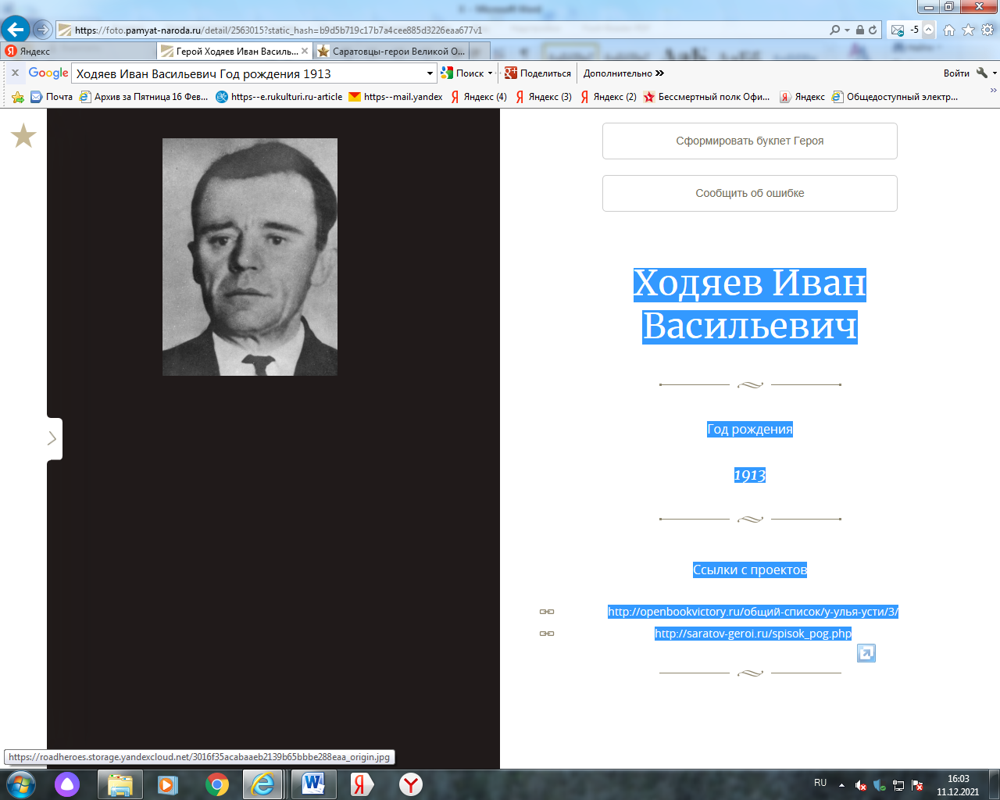 https://foto.pamyat-naroda.ru/detail/2563015?static_hash=b9d5b719c17b7a4cee885d3226eaa677v1
-5
Яндекс
Герой Ходяев Иван Василь...
Саратовцы-герои Великой О...
Google
Ходяев Иван Васильевич Год рождения 1913
Поиск
Поделиться
Дополнительно
Войти
Почта
Архив за Пятница 16 Фев...
https--e.rukulturi.ru-article
https--mail.yandex
Яндекс (4)
Яндекс (3)
Яндекс (2)
Бессмертный полк Офи...
Яндекс
Общедоступный электр...
Сформировать буклет Героя
Сообщить об ошибке
Ходяев Иван
Васильевич
Год рождения
1913
Ссылки с проектов
http://openbookvictory.ru/общий-список/у-улья-усти/3/
http://saratov-geroi.ru/spisok_pog.php
https://roadheroes.storage.yandexcloud.net/3016f35acabaaeb2139b65bbbe288eaa_origin.jpg
RU
16:03
11.12.2021